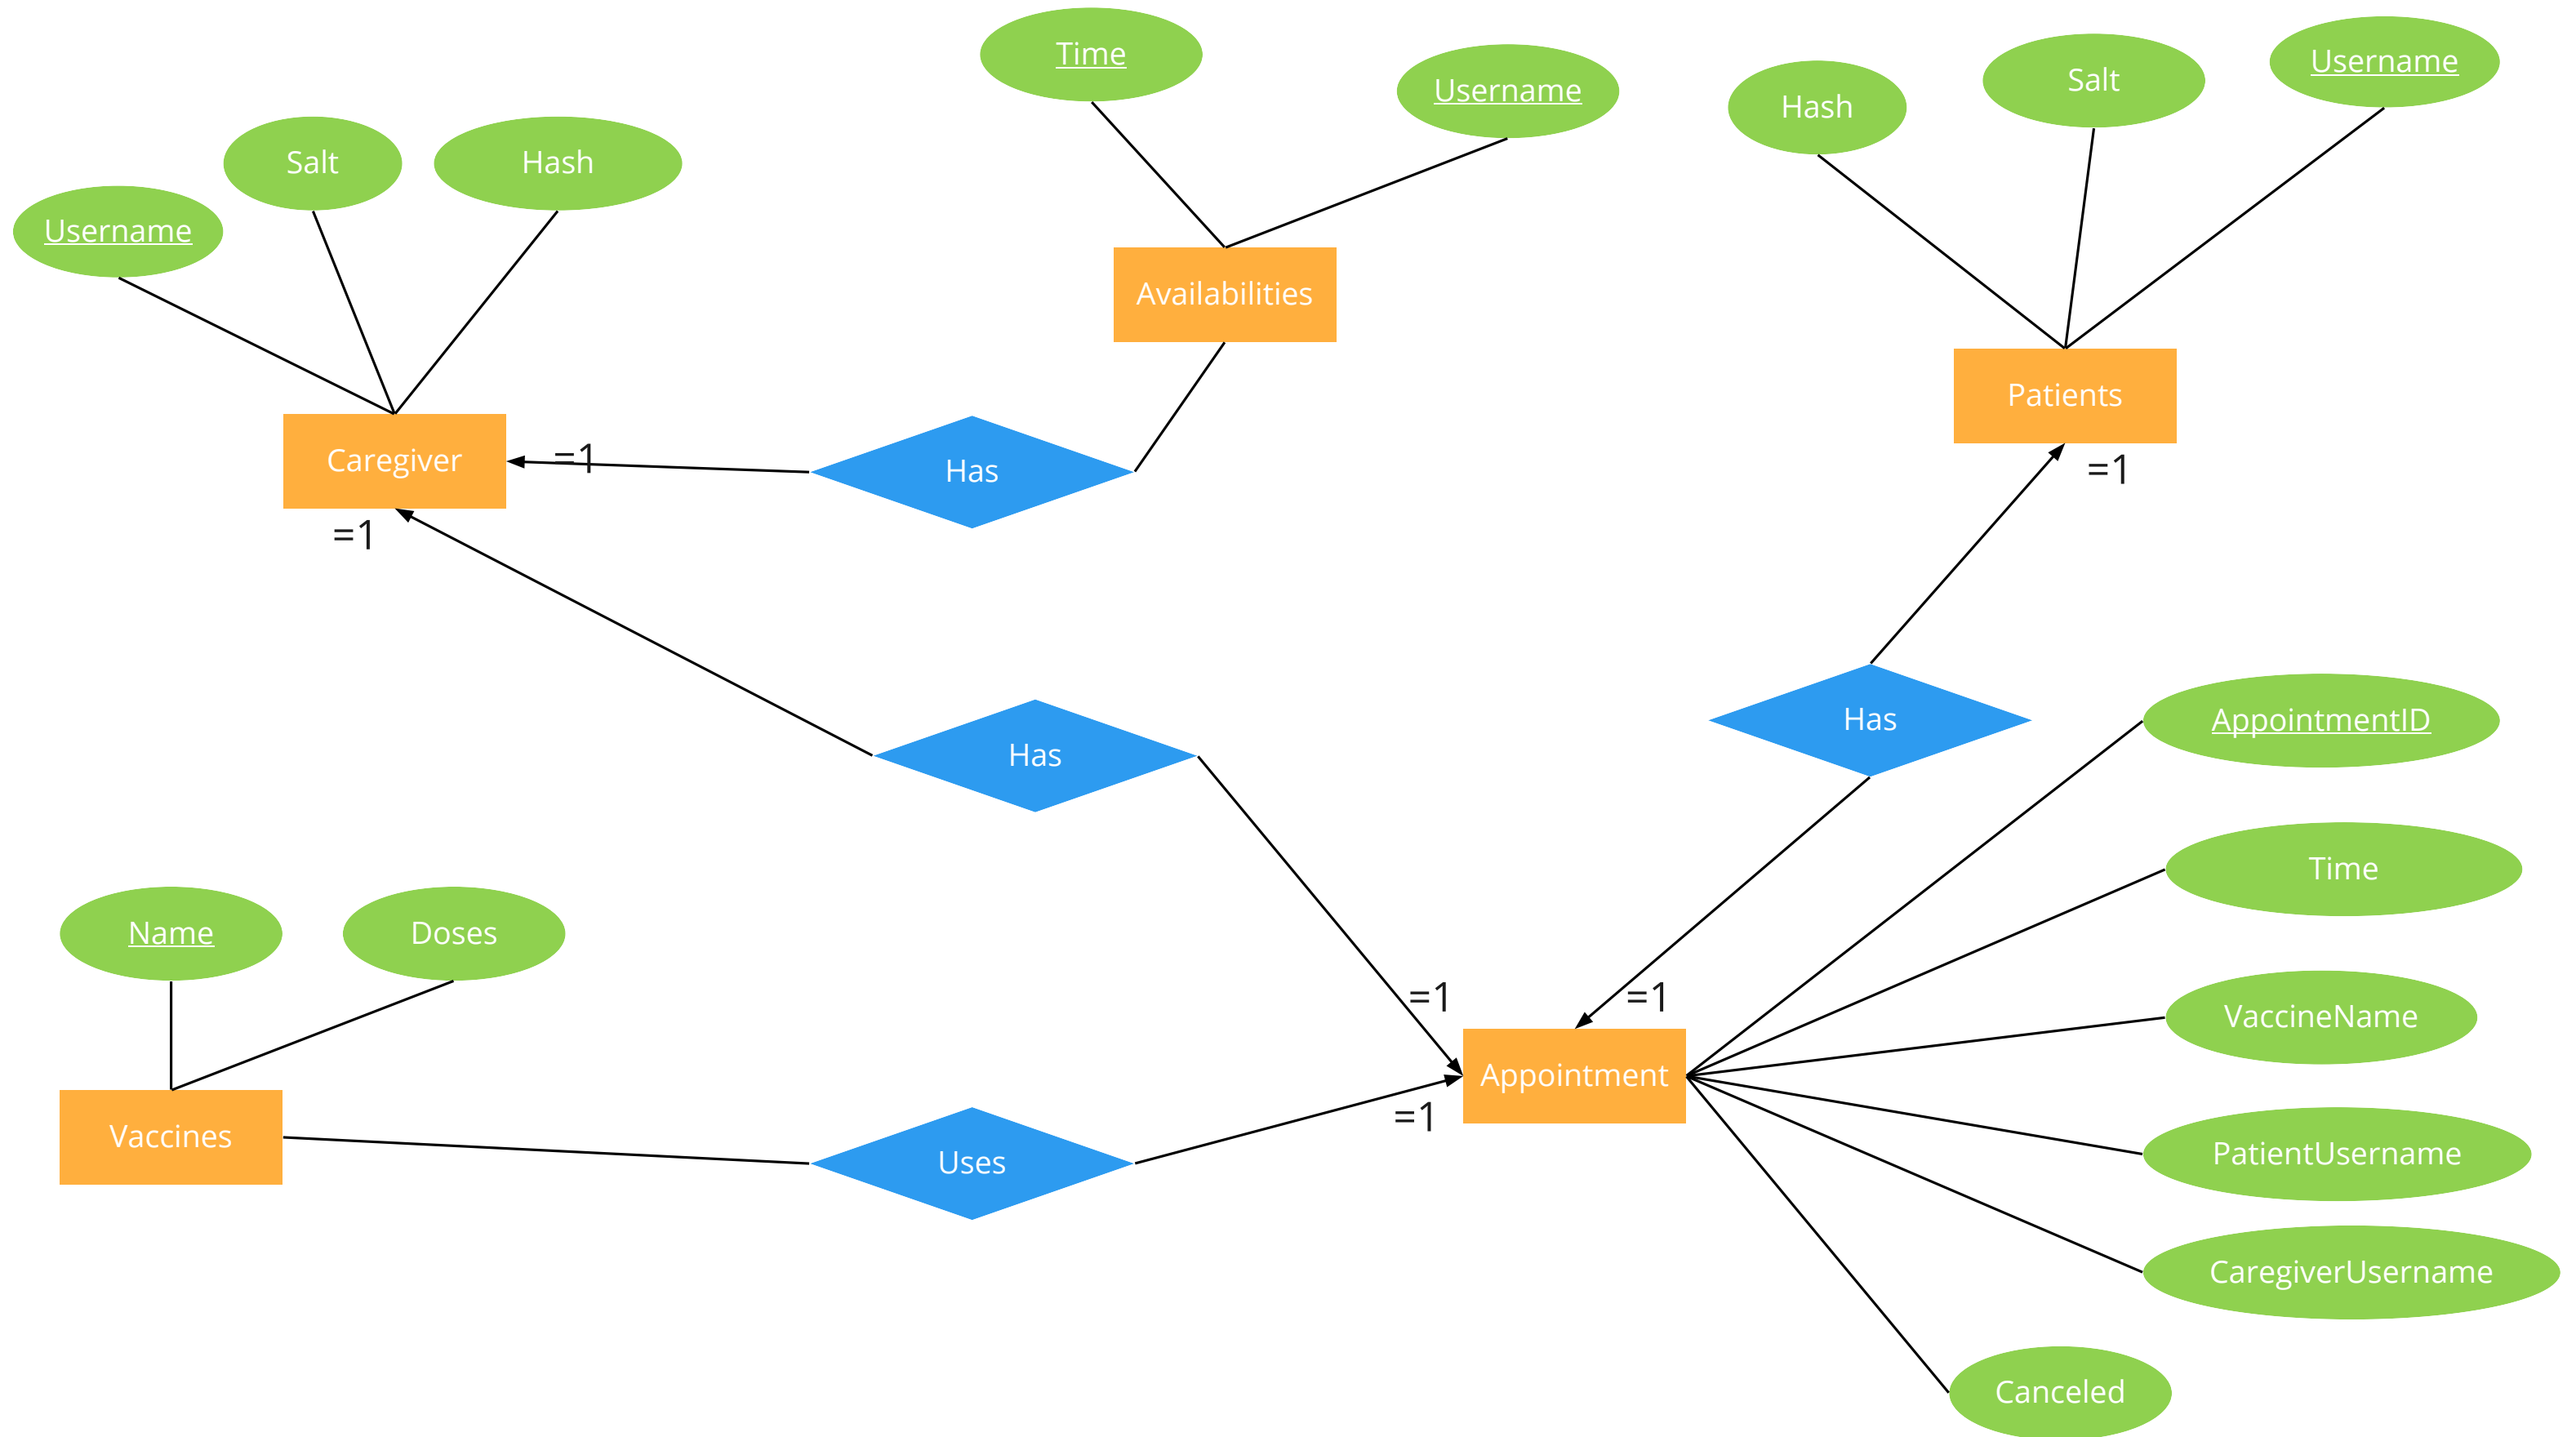 Time
Username
Username
Salt
Hash
Salt
Hash
Username
Availabilities
Patients
Caregiver
=1
Has
=1
=1
Has
Has
AppointmentID
Time
Name
Doses
=1
=1
VaccineName
Appointment
=1
Vaccines
Uses
PatientUsername
CaregiverUsername
Canceled